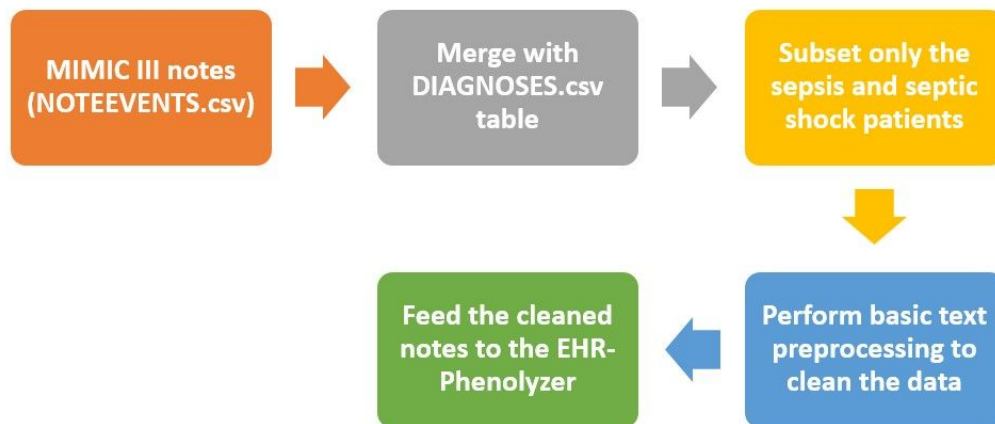 MIMIC III notes
(NOTEEVENTS.csv)
Merge with
DIAGNOSES.csv
table
Subset only the
sepsis and septic
shock patients
Perform basic text
preprocessing to
clean the data
Feed the cleaned
notes to the EHR-
Phenolyzer